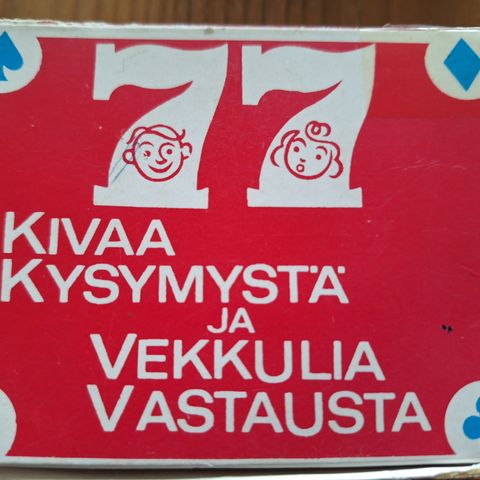 77
KIVAA
KYSYMYSTÄ
JA
VEKKULIA
VASTAUSTA